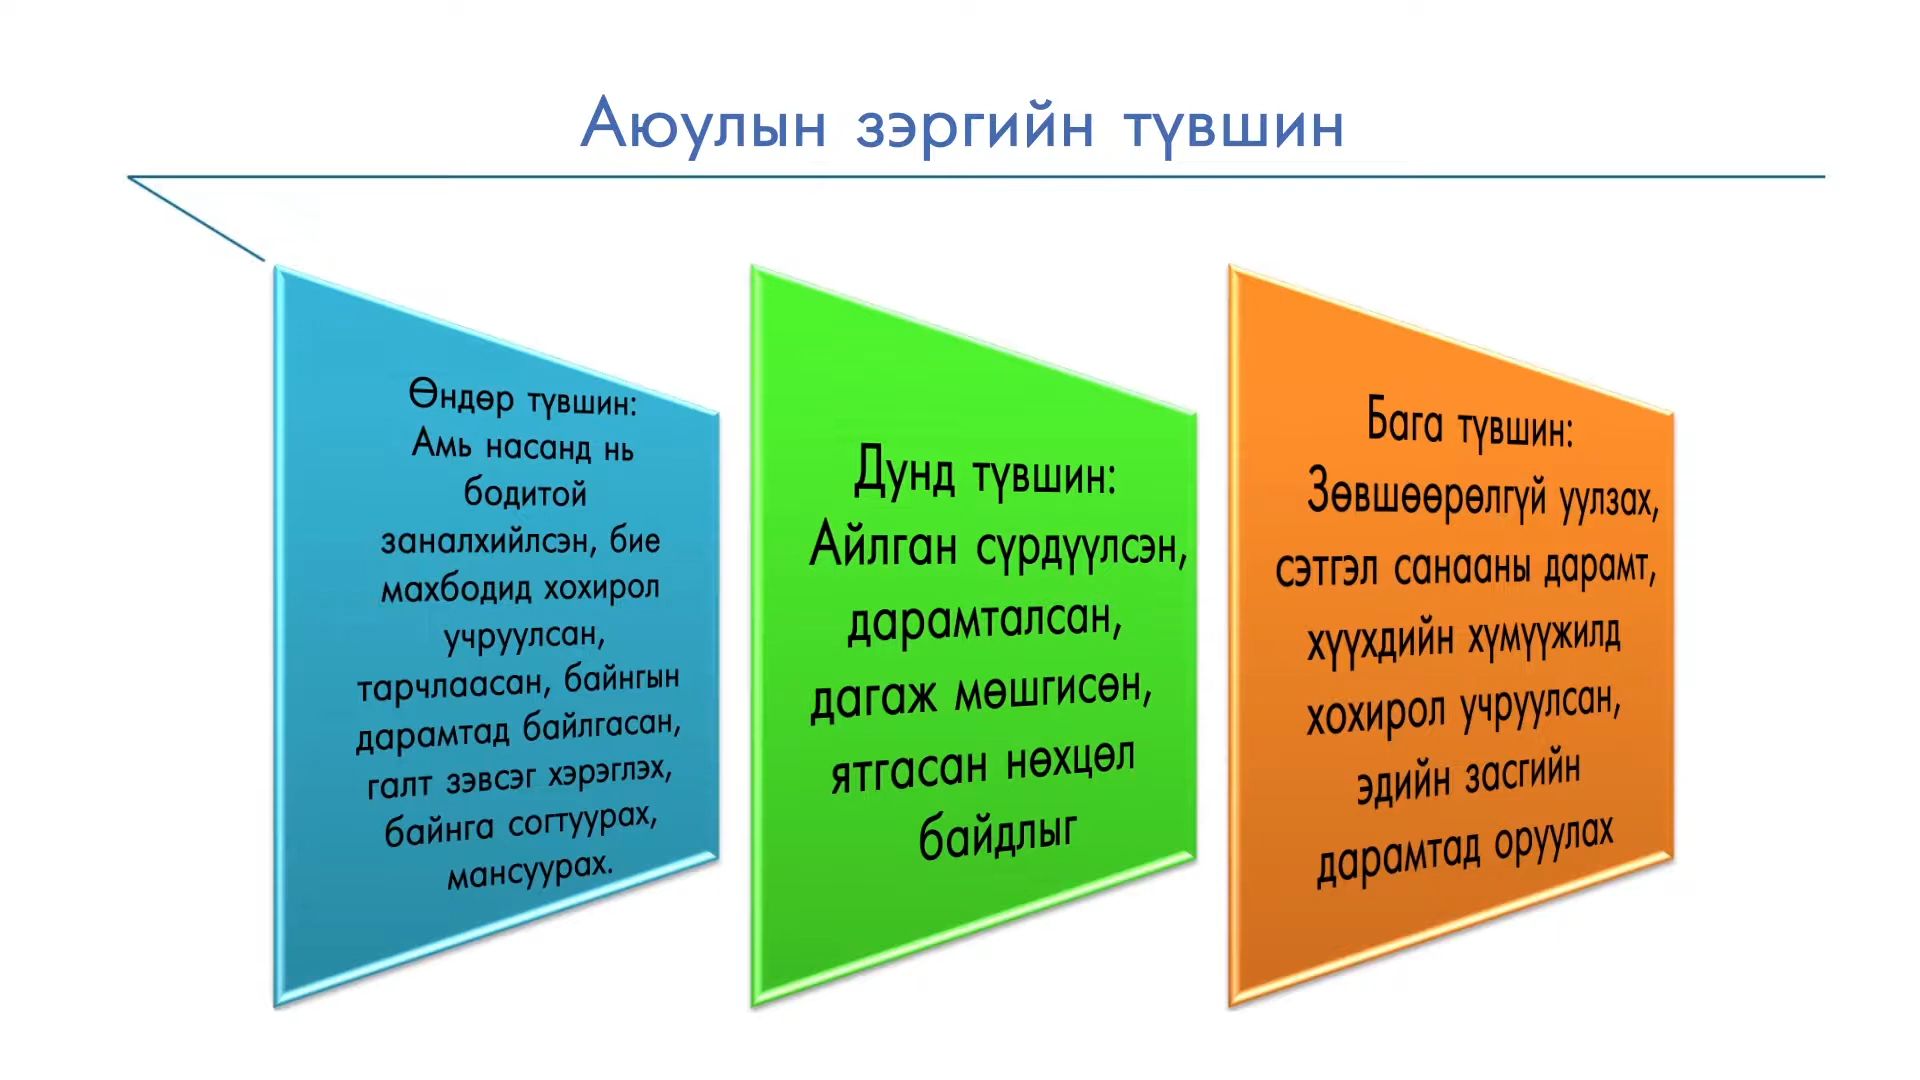 Аюулын зэргийн түвшин
Өндөр түвшин:
Амь насанд нь
бодитой
заналхийлсэн, бие
махбодид хохирол
учруулсан,
тарчлаасан, байнгын
дарамтад байлгасан,
галт зэвсэг хэрэглэх,
байнга согтуурах,
мансуурах.
Дунд түвшин:
Айлган сүрдүүлсэн,
дарамталсан,
дагаж мөшгисөн,
ятгасан нөхцөл
байдлыг
Бага түвшин:
Зөвшөөрөлгүй уулзах,
сэтгэл санааны дарамт,
хүүхдийн хүмүүжилд
хохирол учруулсан,
эдийн засгийн
дарамтад оруулах